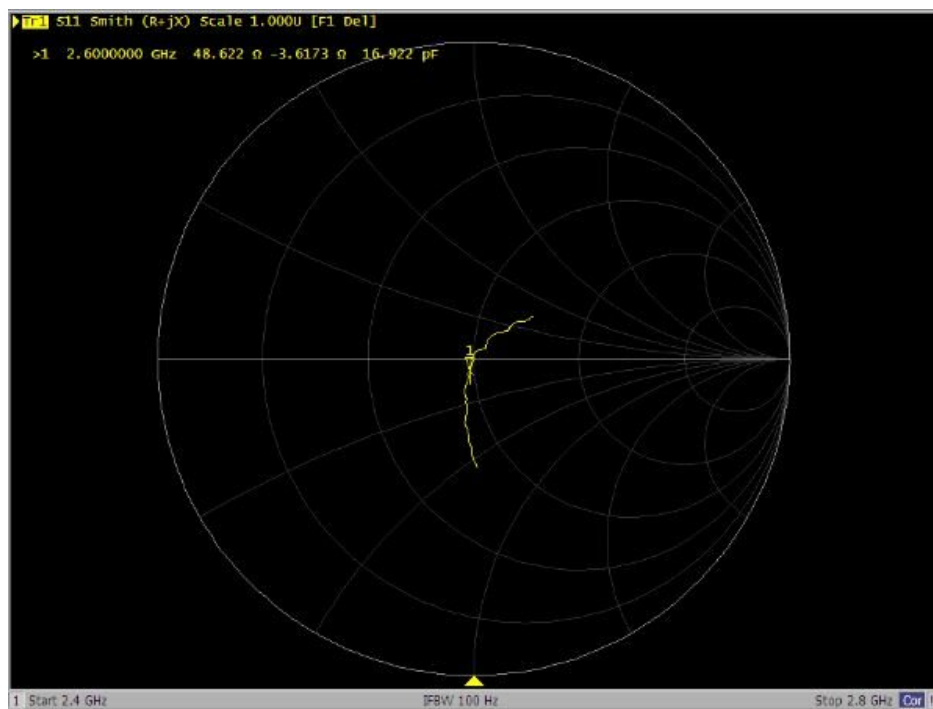 Tr1 S11 Smith (R+jX) Scale 1.000U [F1 Del]
>1 2.6000000 GHz 48.622 Ω -3.6173 Ω 16.922 pF
1
1 Start 2.4 GHz IFBW 100 Hz Stop 2.8 GHz Cor